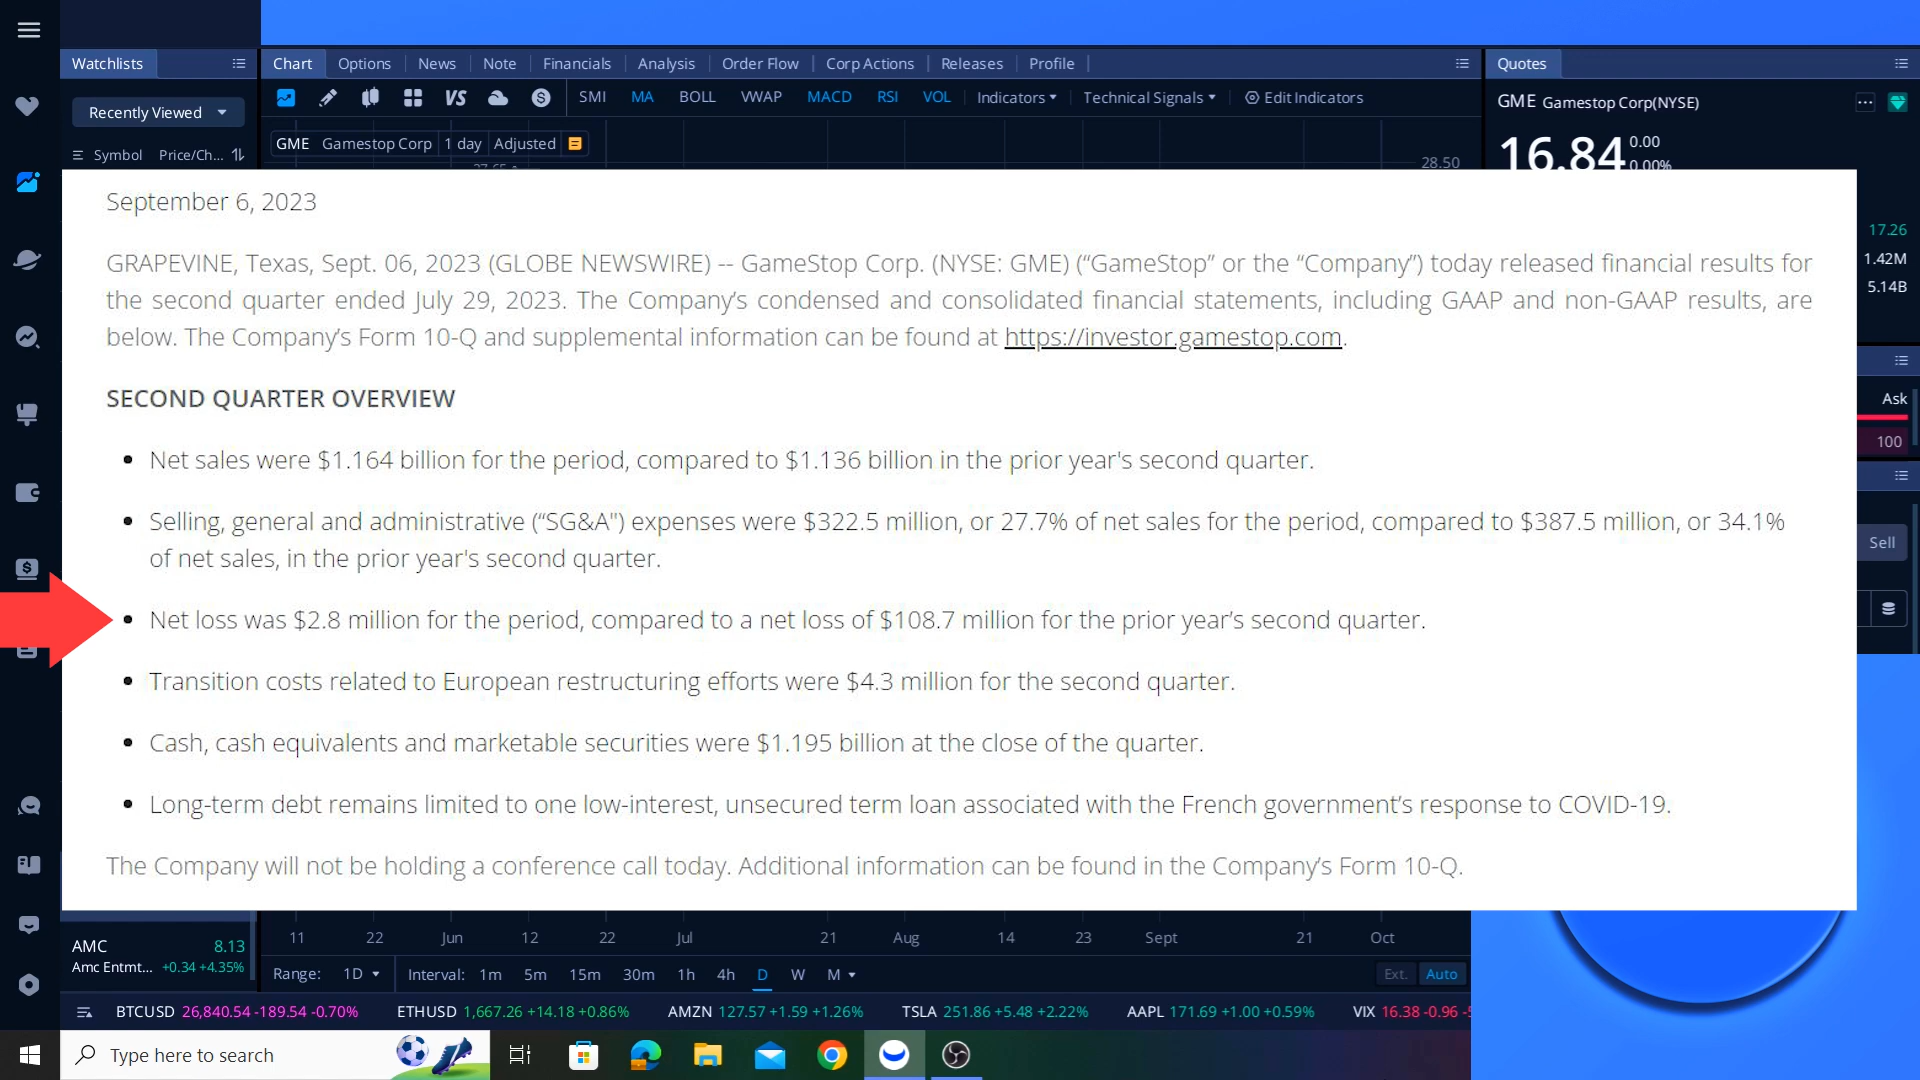 Watchlists
Chart Options News Note Financials Analysis Order Flow Corp Actions Releases Profile
Quotes
Recently Viewed
VS SMI MA BOLL VWAP MACD RSI VOL Indicators Technical Signals Edit Indicators
GME Gamestop Corp(NYSE)
Symbol Price/Ch...
GME Gamestop Corp 1 day Adjusted
28.50
16.84 0.00
0.00%
17.26
1.42M
5.14B
Ask
100
Sell
September 6, 2023
GRAPEVINE, Texas, Sept. 06, 2023 (GLOBE NEWSWIRE) -- GameStop Corp. (NYSE: GME) (“GameStop” or the “Company”) today released financial results for
the second quarter ended July 29, 2023. The Company’s condensed and consolidated financial statements, including GAAP and non-GAAP results, are
below. The Company’s Form 10-Q and supplemental information can be found at https://investor.gamestop.com.
SECOND QUARTER OVERVIEW
• Net sales were $1.164 billion for the period, compared to $1.136 billion in the prior year's second quarter.
• Selling, general and administrative (“SG&A") expenses were $322.5 million, or 27.7% of net sales for the period, compared to $387.5 million, or 34.1%
of net sales, in the prior year's second quarter.
• Net loss was $2.8 million for the period, compared to a net loss of $108.7 million for the prior year’s second quarter.
• Transition costs related to European restructuring efforts were $4.3 million for the second quarter.
• Cash, cash equivalents and marketable securities were $1.195 billion at the close of the quarter.
• Long-term debt remains limited to one low-interest, unsecured term loan associated with the French government’s response to COVID-19.
The Company will not be holding a conference call today. Additional information can be found in the Company’s Form 10-Q.
11 22 Jun 12 22 Jul 21 Aug 14 23 Sept 21 Oct
AMC 8.13
Amc Entmt... +0.34 +4.35%
Range: 1D Interval: 1m 5m 15m 30m 1h 4h D W M Ext. Auto
BTCUSD 26,840.54 -189.54 -0.70% ETHUSD 1,667.26 +14.18 +0.86% AMZN 127.57 +1.59 +1.26% TSLA 251.86 +5.48 +2.22% AAPL 171.69 +1.00 +0.59% VIX 16.38 -0.96
Type here to search